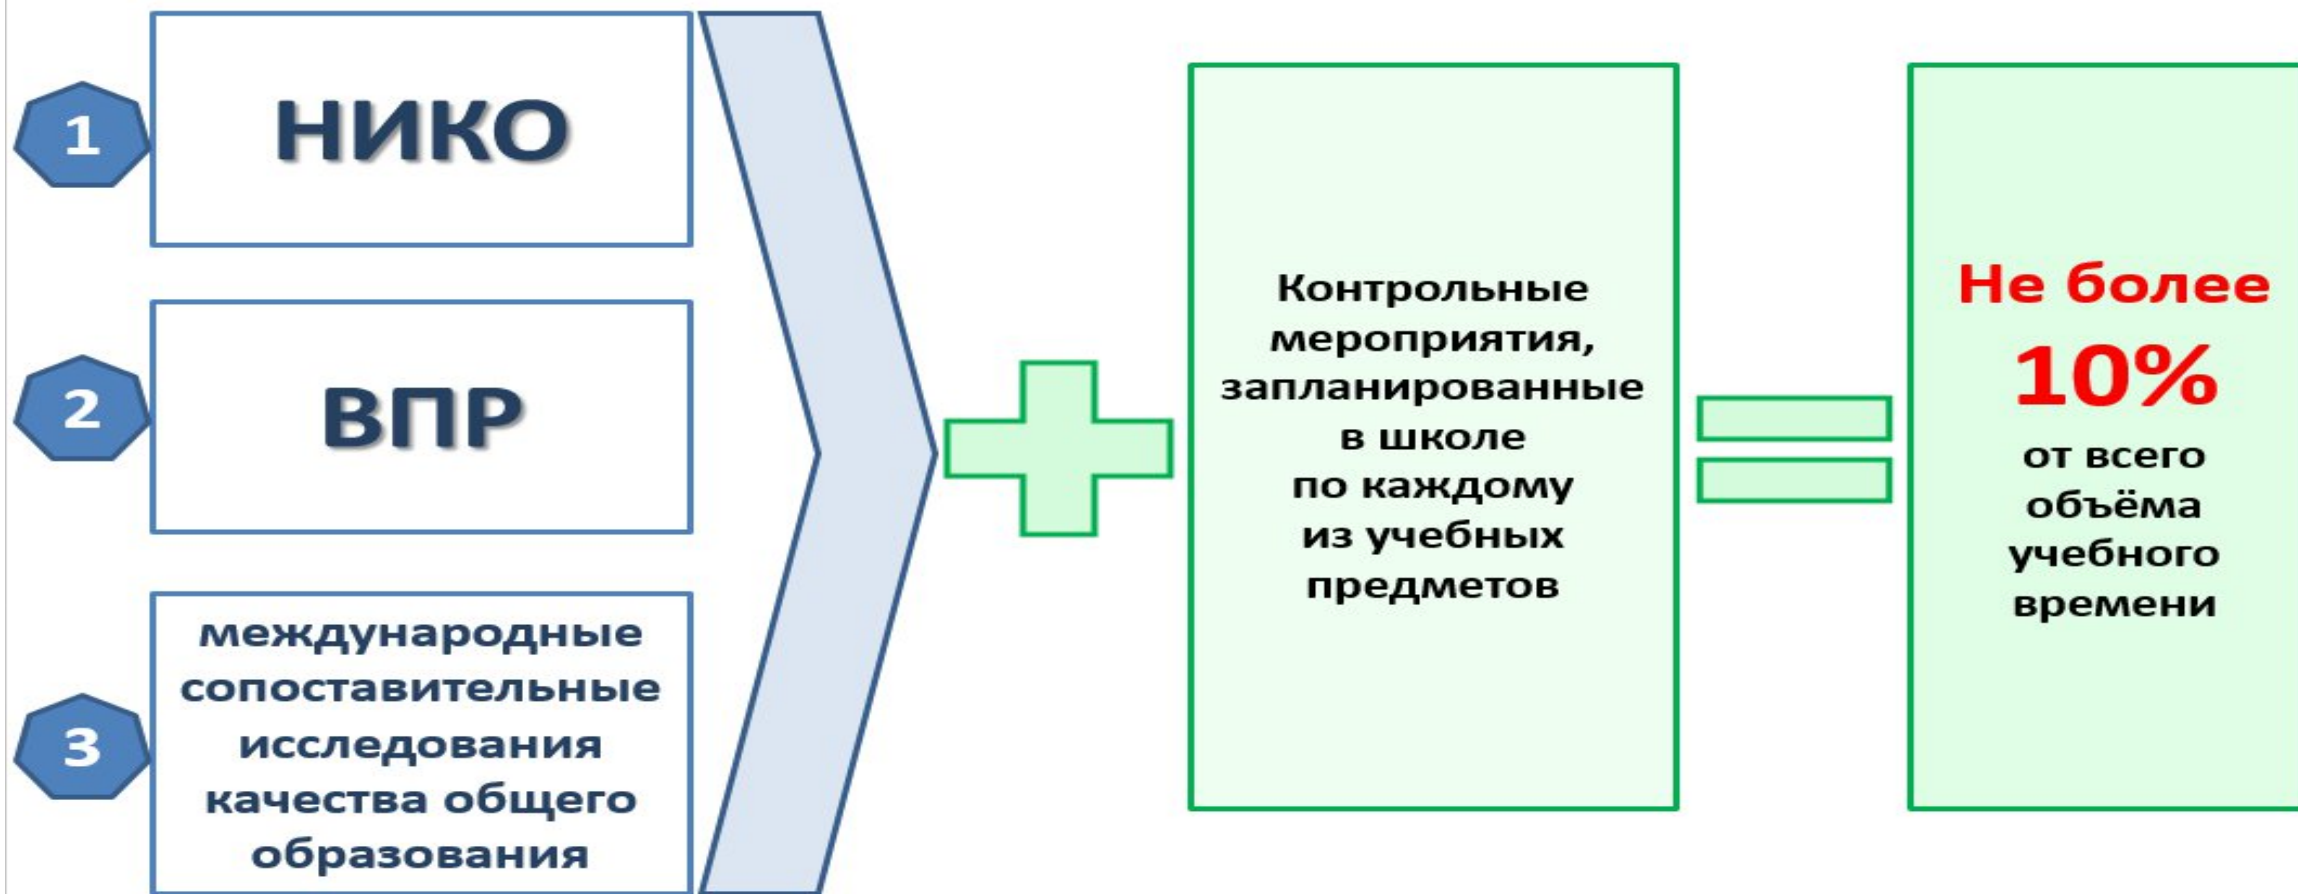 1
НИКО
2
ВПР
3
международные
сопоставительные
исследования
качества общего
образования
Контрольные
мероприятия,
запланированные
в школе
по каждому
из учебных
предметов
Не более
10%
от всего
объёма
учебного
времени